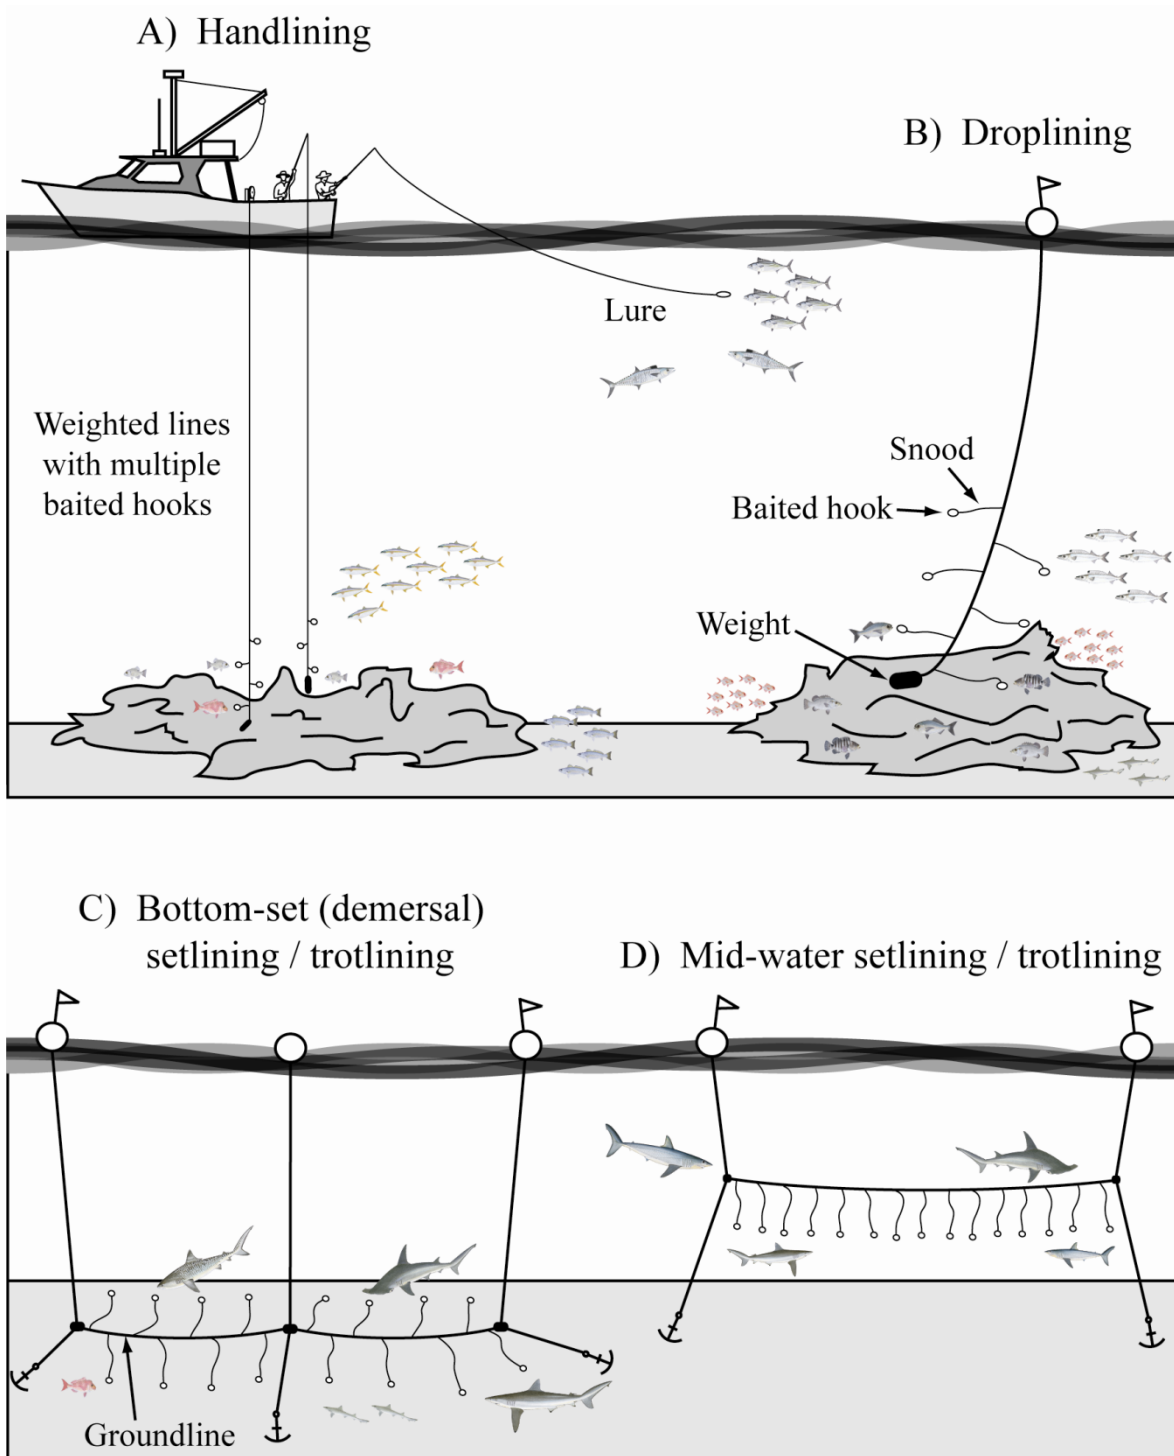 A) Handlining
B) Droplining
Lure
Weighted lines
with multiple
baited hooks
Snood
Baited hook
Weight
C) Bottom-set (demersal)
setlining / trotlining
D) Mid-water setlining / trotlining
Groundline